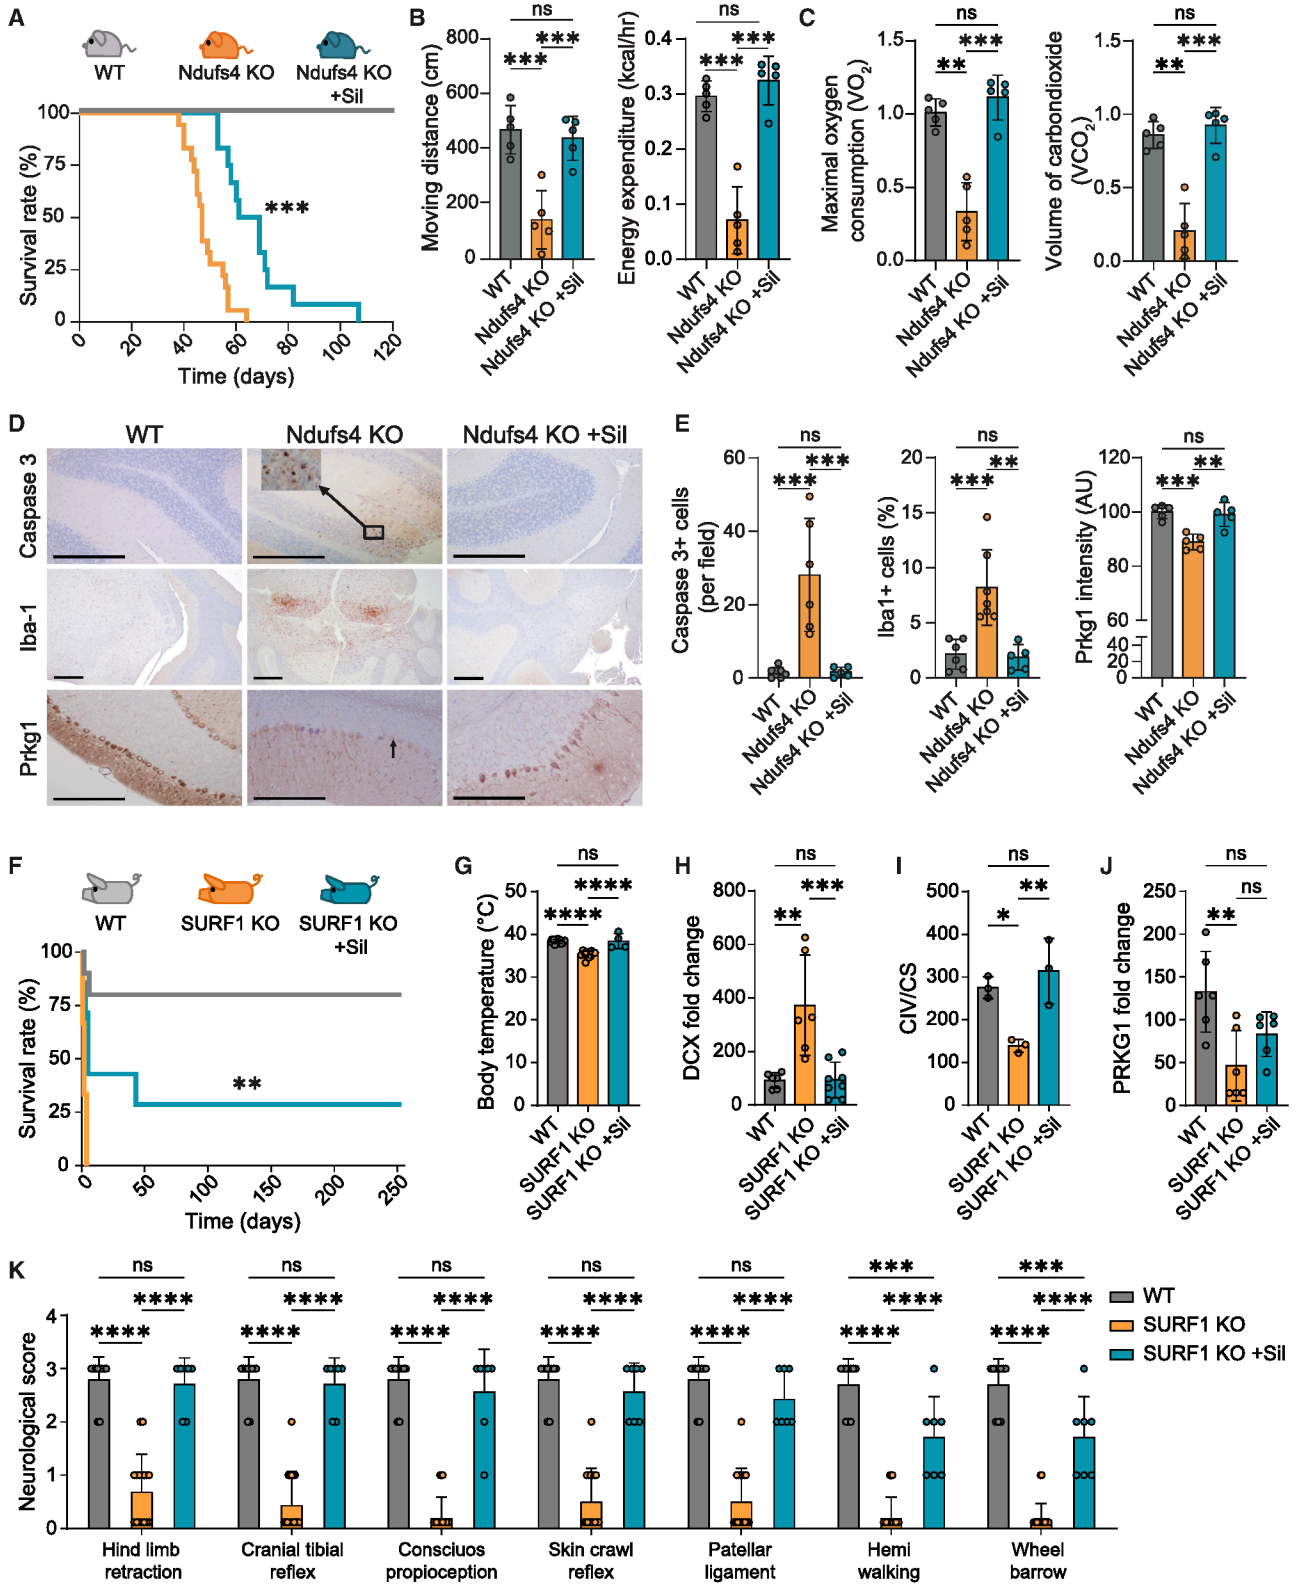 A
WT
Ndufs4 KO
Ndufs4 KO
+Sil
Survival rate (%)
100
75
50
25
0
***
0
20
40
60
80
100
120
Time (days)
B
ns
***
***
Moving distance (cm)
800
600
400
200
0
WT
Ndufs4 KO
Ndufs4 KO +Sil
ns
***
***
Energy expenditure (kcal/hr)
0.4
0.3
0.2
0.1
0.0
WT
Ndufs4 KO
Ndufs4 KO +Sil
C
ns
***
**
Maximal oxygen
consumption (VO2)
1.5
1.0
0.5
0.0
WT
Ndufs4 KO
Ndufs4 KO +Sil
ns
***
**
Volume of carbondioxide
(VCO2)
1.5
1.0
0.5
0.0
WT
Ndufs4 KO
Ndufs4 KO +Sil
D
WT
Ndufs4 KO
Ndufs4 KO +Sil
Caspase 3
Iba-1
Prkg1
E
ns
***
***
Caspase 3+ cells
(per field)
60
40
20
0
WT
Ndufs4 KO
Ndufs4 KO +Sil
ns
**
***
Iba1+ cells (%)
20
15
10
5
0
WT
Ndufs4 KO
Ndufs4 KO +Sil
ns
**
***
Prkg1 intensity (AU)
120
100
80
60
40
20
0
WT
Ndufs4 KO
Ndufs4 KO +Sil
F
WT
SURF1 KO
SURF1 KO
+Sil
Survival rate (%)
100
75
50
25
0
**
0
50
100
150
200
250
Time (days)
G
ns
****
****
Body temperature (°C)
50
40
30
20
10
0
WT
SURF1 KO
SURF1 KO +Sil
H
ns
***
**
DCX fold change
800
600
400
200
0
WT
SURF1 KO
SURF1 KO +Sil
I
ns
**
*
CIV/CS
500
400
300
200
100
0
WT
SURF1 KO
SURF1 KO +Sil
J
ns
ns
**
PRKG1 fold change
250
200
150
100
50
0
WT
SURF1 KO
SURF1 KO +Sil
K
ns
ns
ns
ns
ns
***
***
****
****
****
****
****
****
****
****
****
****
****
****
****
****
Neurological score
4
3
2
1
0
Hind limb
retraction
Cranial tibial
reflex
Consciuos
propioception
Skin crawl
reflex
Patellar
ligament
Hemi
walking
Wheel
barrow
WT
SURF1 KO
SURF1 KO +Sil